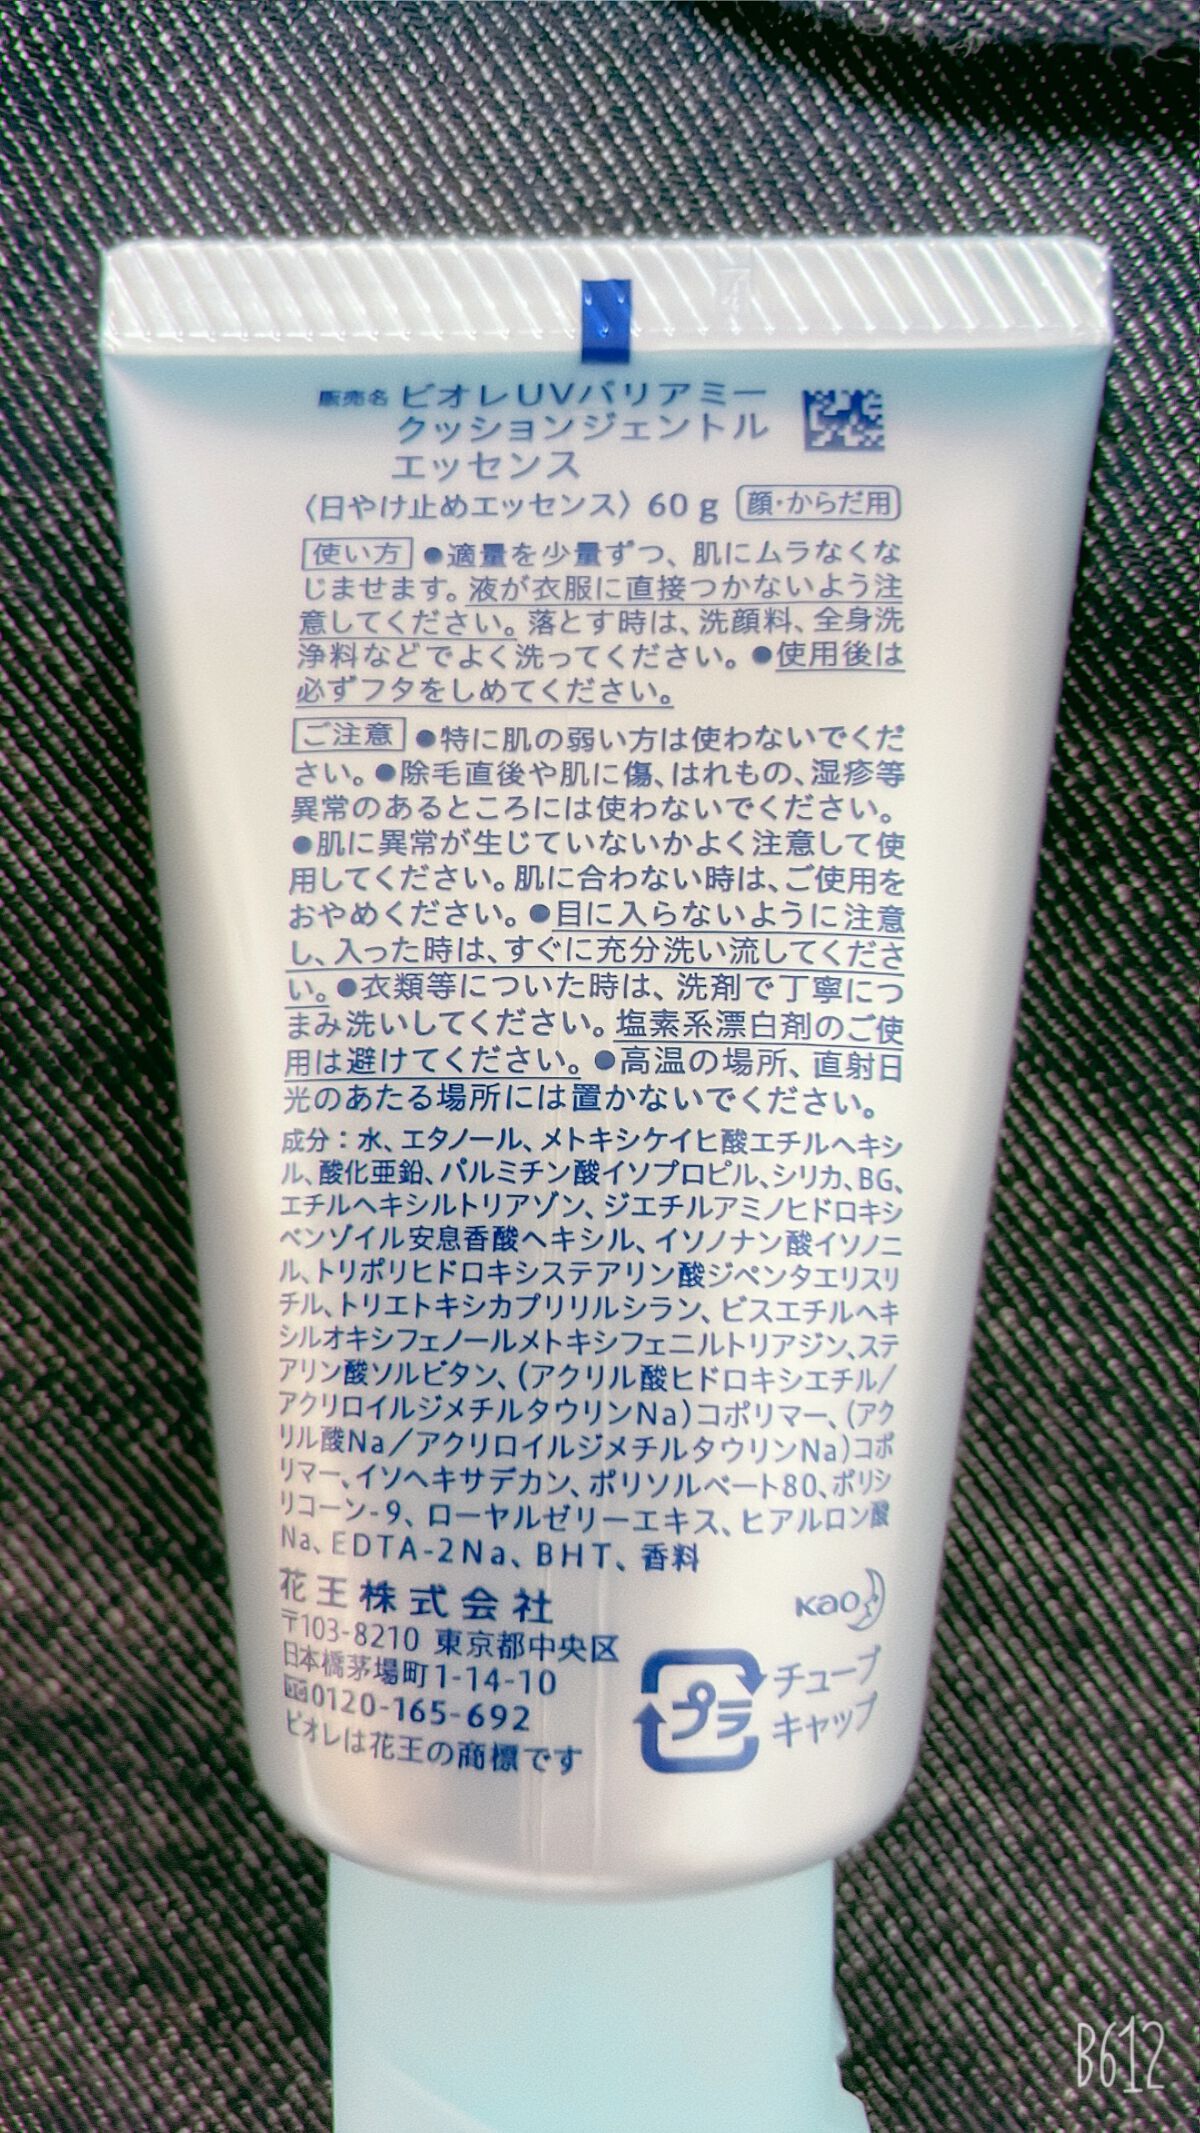 販売名 ビオレUVバリアミー
クッションジェントル
エッセンス
〈日やけ止めエッセンス〉 60g 顔・からだ用
使い方 ●適量を少量ずつ、肌にムラなくな
じませます。液が衣服に直接つかないよう注
意してください。落とす時は、洗顔料、全身洗
浄料などでよく洗ってください。●使用後は
必ずフタをしめてください。
ご注意 ●特に肌の弱い方は使わないでくだ
さい。●除毛直後や肌に傷、はれもの、湿疹等
異常のあるところには使わないでください。
●肌に異常が生じていないかよく注意して使
用してください。肌に合わない時は、ご使用を
おやめください。●目に入らないように注意
し、入った時は、すぐに充分洗い流してくださ
い。●衣類等についた時は、洗剤で丁寧につ
まみ洗いしてください。塩素系漂白剤のご使
用は避けてください。●高温の場所、直射日
光のあたる場所には置かないでください。
成分：水、エタノール、メトキシケイヒ酸エチルヘキシ
ル、酸化亜鉛、パルミチン酸イソプロピル、シリカ、BG、
エチルヘキシルトリアゾン、ジエチルアミノヒドロキシ
ベンゾイル安息香酸ヘキシル、イソノナン酸イソノニ
ル、トリポリヒドロキシステアリン酸ジペンタエリスリ
チル、トリエトキシカプリリルシラン、ビスエチルヘキ
シルオキシフェノールメトキシフェニルトリアジン、ステ
アリン酸ソルビタン、(アクリル酸ヒドロキシエチル/
アクリロイルジメチルタウリンNa)コポリマー、(アク
リル酸Na/アクリロイルジメチルタウリンNa)コポ
リマー、イソヘキサデカン、ポリソルベート80、ポリシ
リコーン-9、ローヤルゼリーエキス、ヒアルロン酸
Na、EDTA-2Na、BHT、香料
花王株式会社
〒103-8210 東京都中央区
日本橋茅場町1-14-10
0120-165-692
ビオレは花王の商標です
Kao
プラ
チューブ
キャップ
B612